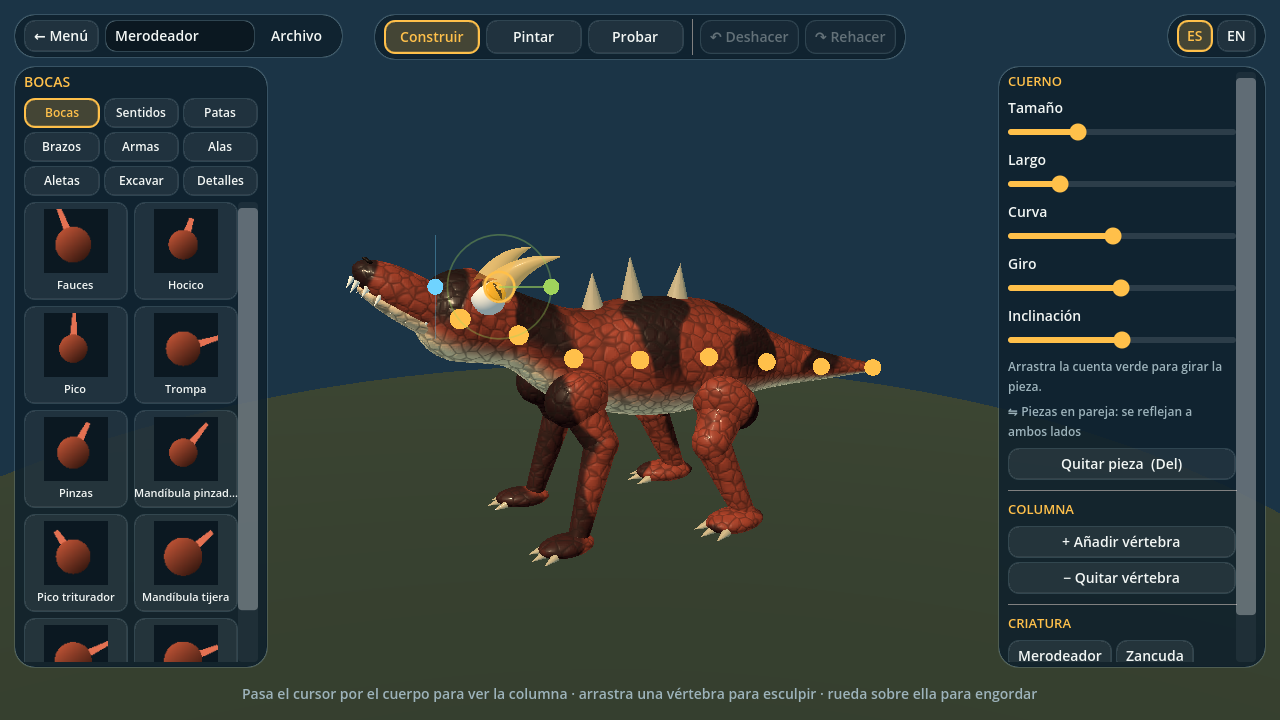 ← Menú
Merodeador
Archivo
Construir
Pintar
Probar
↶ Deshacer
↷ Rehacer
ES
EN
BOCAS
Bocas
Sentidos
Patas
Brazos
Armas
Alas
Aletas
Excavar
Detalles
Fauces
Hocico
Pico
Trompa
Pinzas
Mandíbula pinzad...
Pico triturador
Mandíbula tijera
CUERNO
Tamaño
Largo
Curva
Giro
Inclinación
Arrastra la cuenta verde para girar la
pieza.
⇋ Piezas en pareja: se reflejan a
ambos lados
Quitar pieza (Del)
COLUMNA
+ Añadir vértebra
− Quitar vértebra
CRIATURA
Merodeador
Zancuda
Pasa el cursor por el cuerpo para ver la columna · arrastra una vértebra para esculpir · rueda sobre ella para engordar